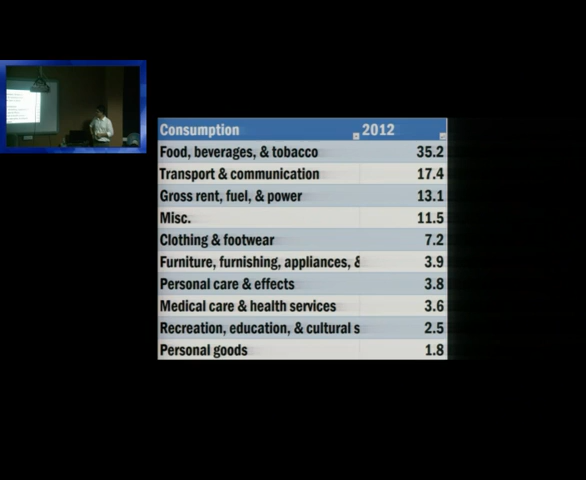 Consumption 2012
Food, beverages, & tobacco 35.2
Transport & communication 17.4
Gross rent, fuel, & power 13.1
Misc. 11.5
Clothing & footwear 7.2
Furniture, furnishing, appliances, & 3.9
Personal care & effects 3.8
Medical care & health services 3.6
Recreation, education, & cultural s 2.5
Personal goods 1.8